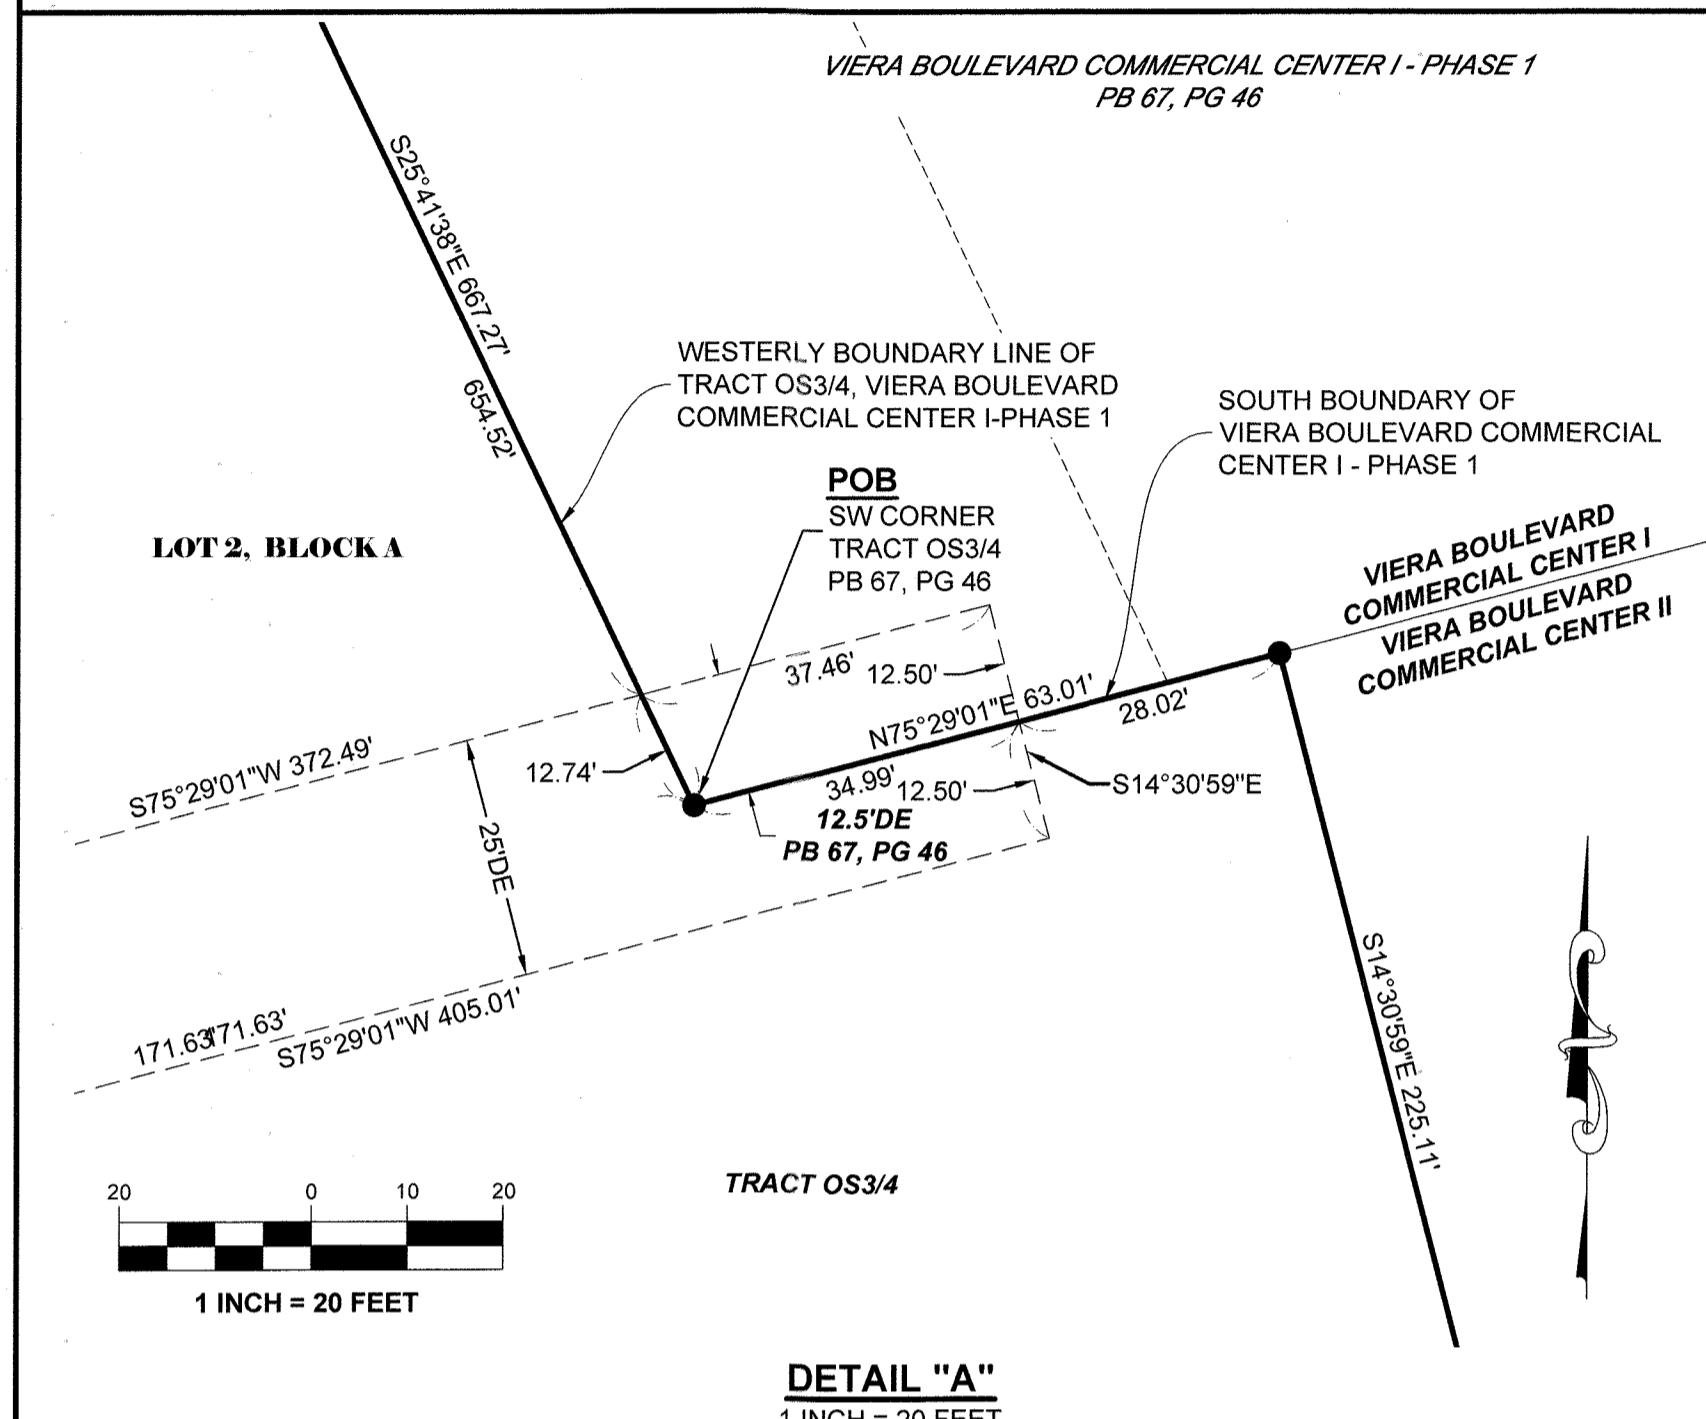 VIERA BOULEVARD COMMERCIAL CENTER I - PHASE 1
PB 67, PG 46
S25°41'38"E 667.27'
654.52'
WESTERLY BOUNDARY LINE OF
TRACT OS3/4, VIERA BOULEVARD
COMMERCIAL CENTER I-PHASE 1
SOUTH BOUNDARY OF
VIERA BOULEVARD COMMERCIAL
CENTER I - PHASE 1
POB
SW CORNER
TRACT OS3/4
PB 67, PG 46
LOT 2, BLOCK A
VIERA BOULEVARD
COMMERCIAL CENTER I
VIERA BOULEVARD
COMMERCIAL CENTER II
37.46'
12.50'
N75°29'01"E 63.01'
28.02'
S75°29'01"W 372.49'
12.74'
34.99'
12.50'
S14°30'59"E
12.5'DE
PB 67, PG 46
25'DE
S14°30'59"E 225.11'
171.63'
171.63'
S75°29'01"W 405.01'
TRACT OS3/4
20 0 10 20
1 INCH = 20 FEET
DETAIL "A"
1 INCH = 20 FEET